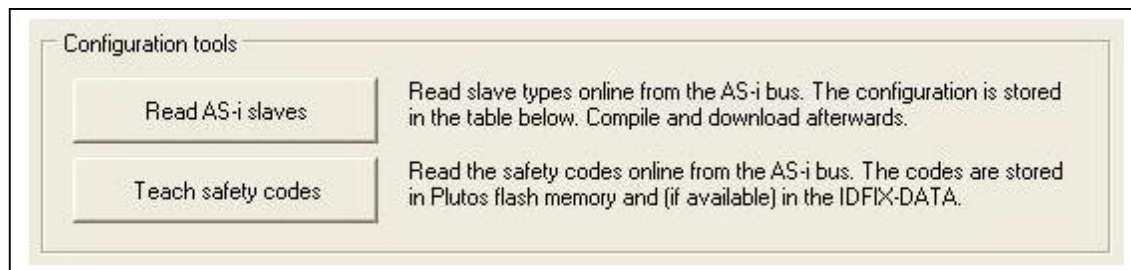 Configuration tools
Read AS-i slaves
Read slave types online from the AS-i bus. The configuration is stored
in the table below. Compile and download afterwards.
Teach safety codes
Read the safety codes online from the AS-i bus. The codes are stored
in Plutos flash memory and (if available) in the IDFIX-DATA.